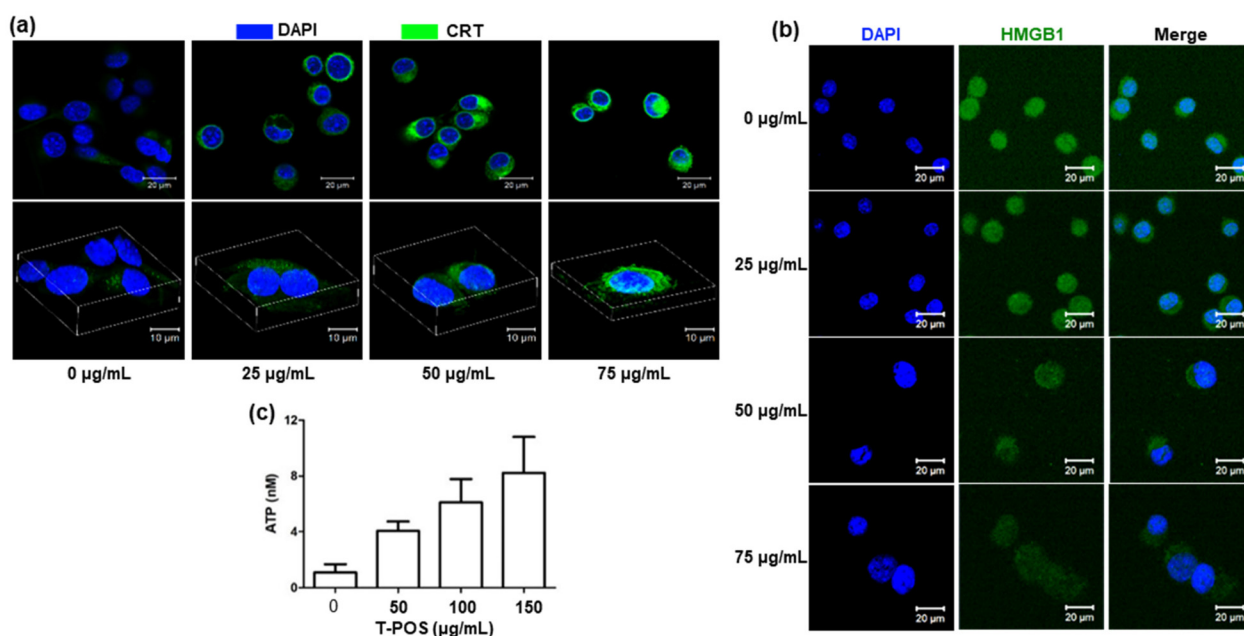 (a)
DAPI CRT
20 µm 20 µm 20 µm 20 µm
10 µm 10 µm 10 µm 10 µm
0 µg/mL 25 µg/mL 50 µg/mL 75 µg/mL
(b)
DAPI HMGB1 Merge
0 µg/mL
20 µm 20 µm 20 µm
25 µg/mL
20 µm 20 µm 20 µm
50 µg/mL
20 µm 20 µm 20 µm
75 µg/mL
20 µm 20 µm 20 µm
(c)
ATP (nM)
12
8
4
0
0 50 100 150
T-POS (µg/mL)